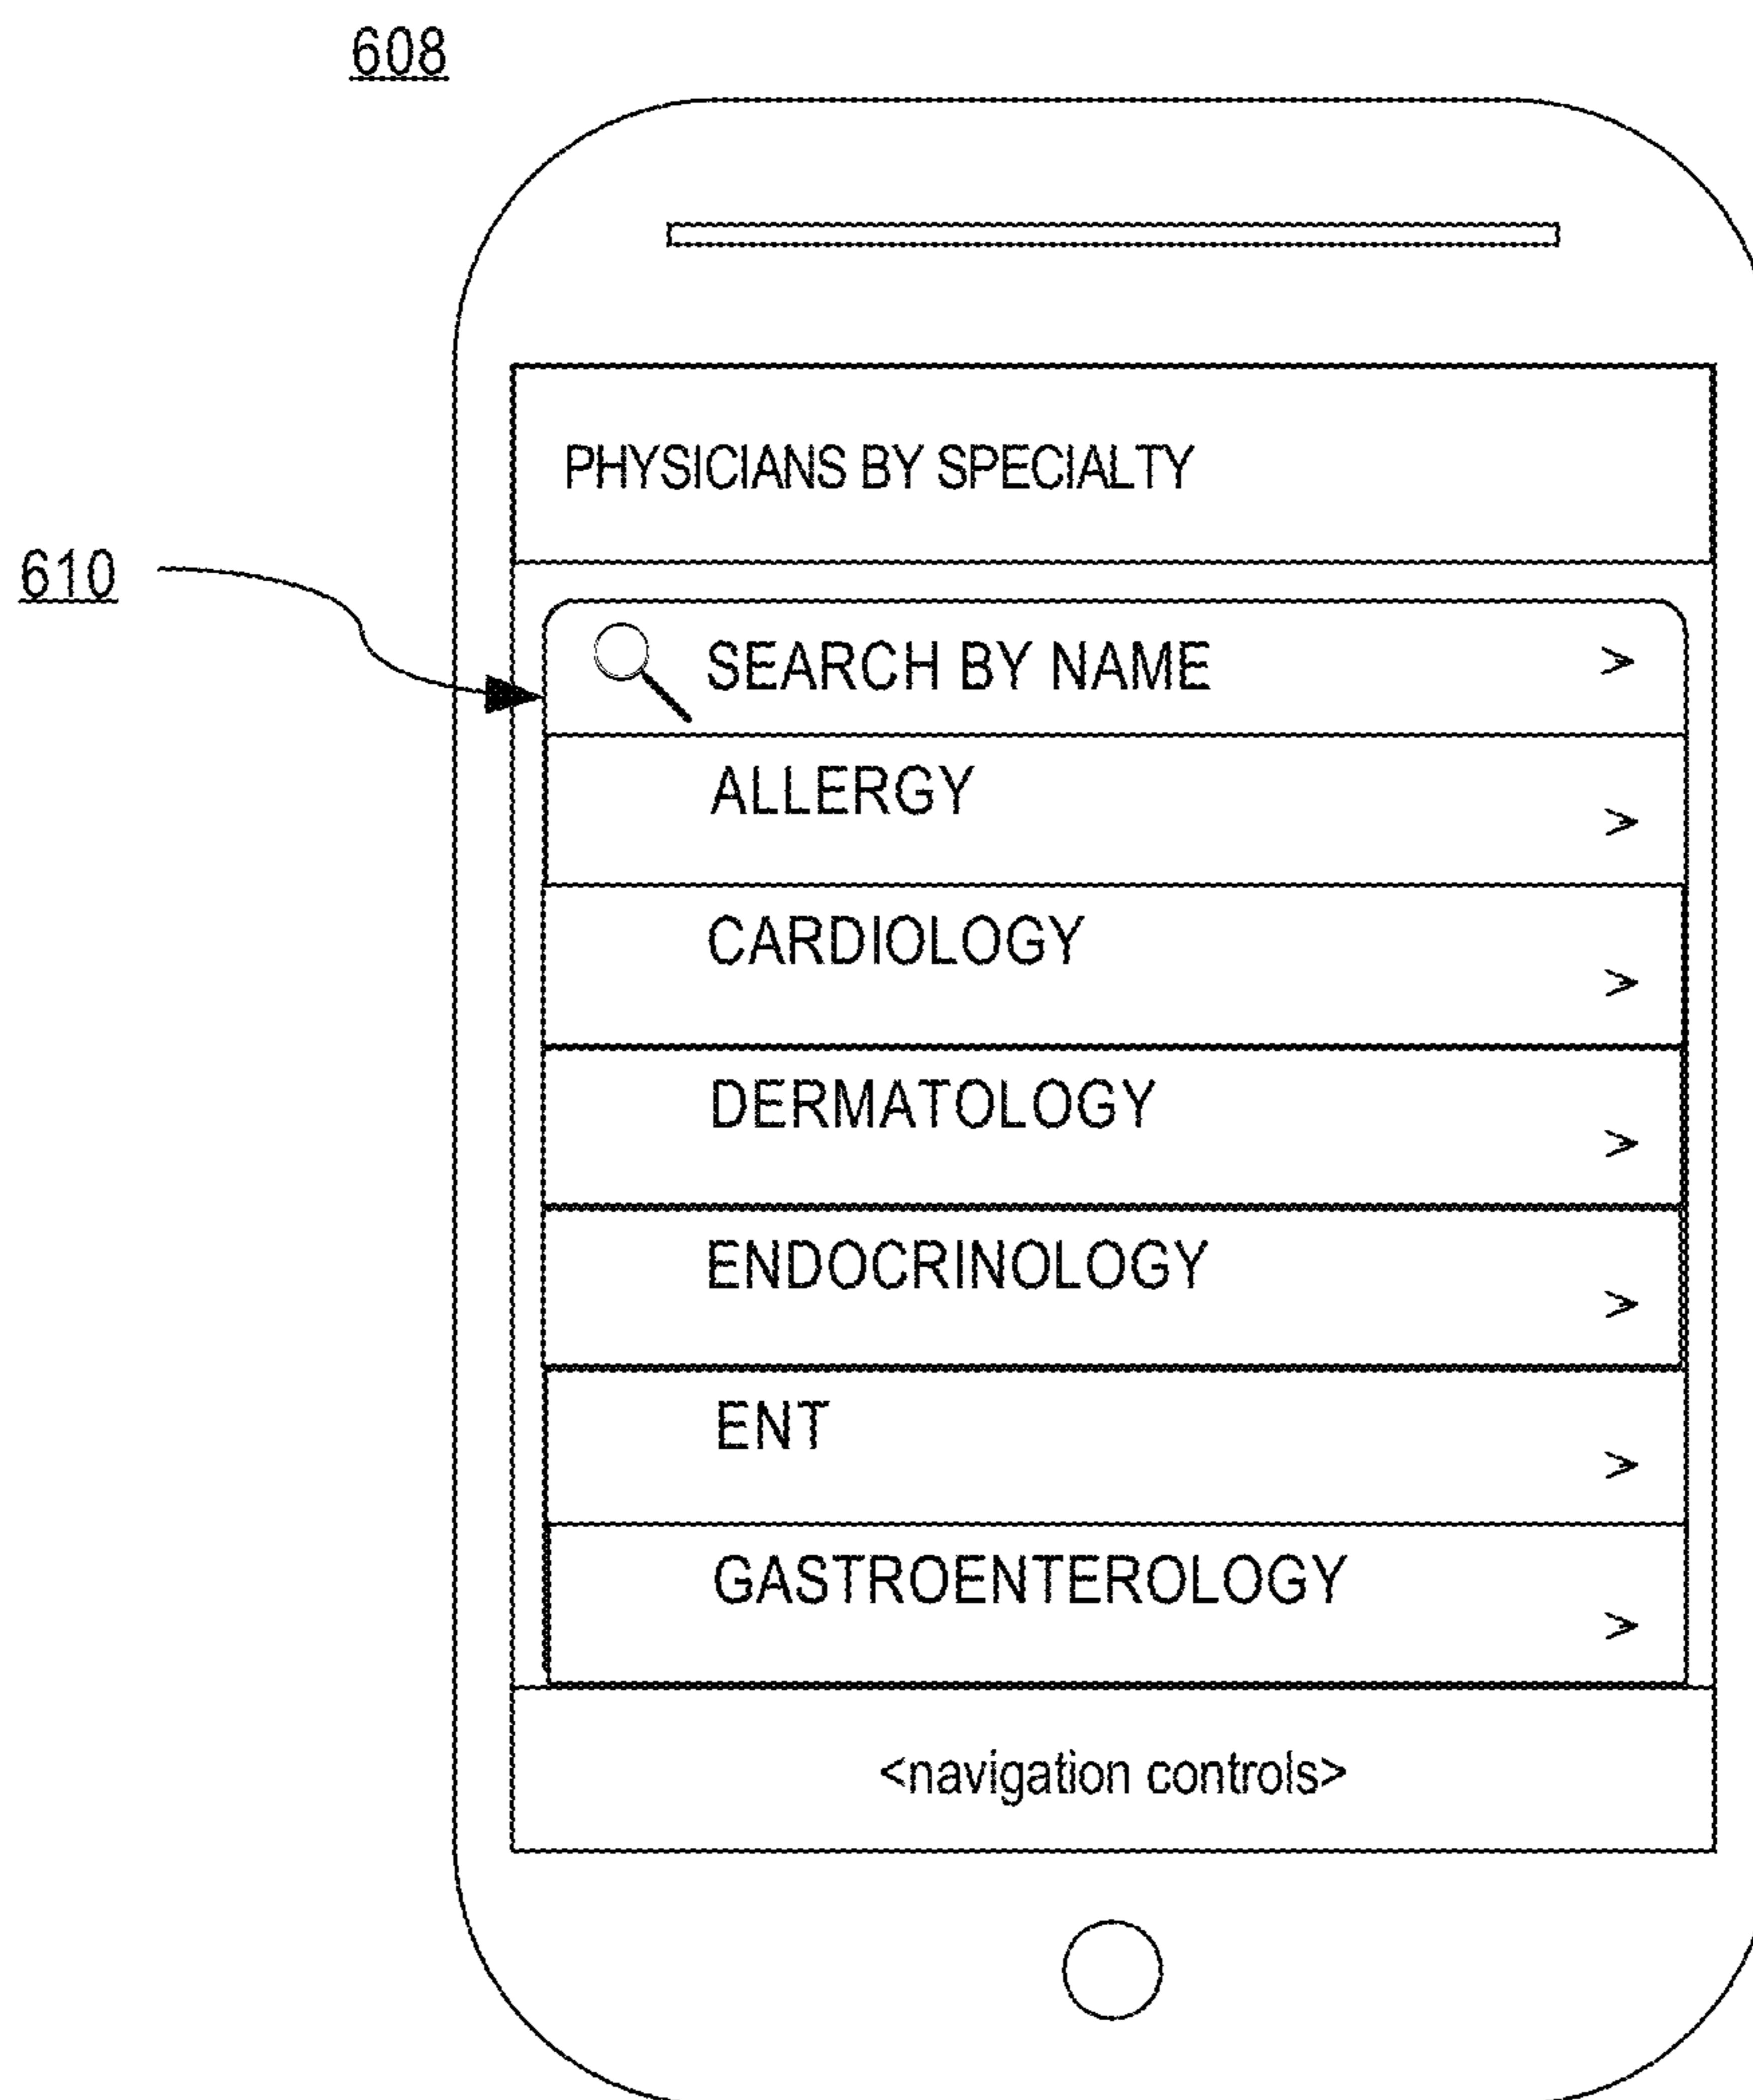 608
PHYSICIANS BY SPECIALTY
610
SEARCH BY NAME >
ALLERGY >
CARDIOLOGY >
DERMATOLOGY >
ENDOCRINOLOGY >
ENT >
GASTROENTEROLOGY >
<navigation controls>